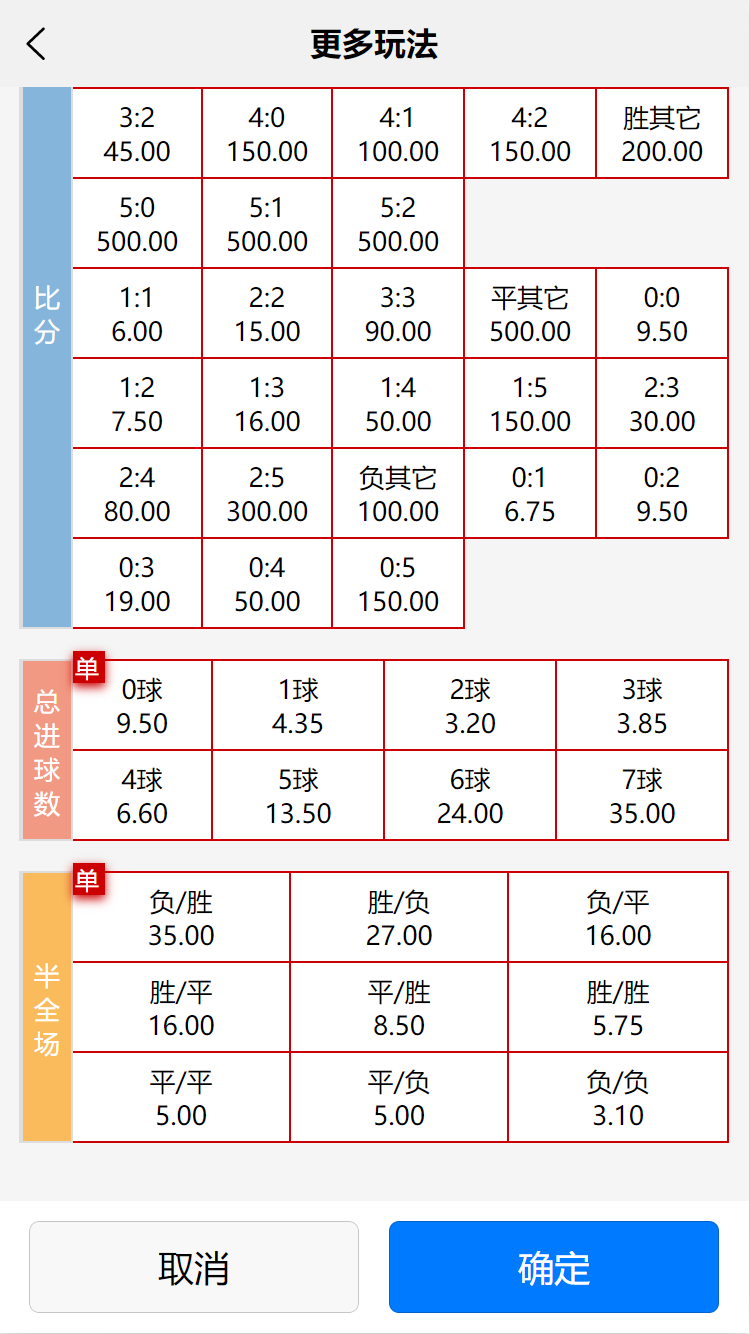 更多玩法
比分
3:2 4:0 4:1 4:2 胜其它
45.00 150.00 100.00 150.00 200.00
5:0 5:1 5:2
500.00 500.00 500.00
1:1 2:2 3:3 平其它 0:0
6.00 15.00 90.00 500.00 9.50
1:2 1:3 1:4 1:5 2:3
7.50 16.00 50.00 150.00 30.00
2:4 2:5 负其它 0:1 0:2
80.00 300.00 100.00 6.75 9.50
0:3 0:4 0:5
19.00 50.00 150.00
总进球数
单
0球 1球 2球 3球
9.50 4.35 3.20 3.85
4球 5球 6球 7球
6.60 13.50 24.00 35.00
半全场
单
负/胜 胜/负 负/平
35.00 27.00 16.00
胜/平 平/胜 胜/胜
16.00 8.50 5.75
平/平 平/负 负/负
5.00 5.00 3.10
取消 确定